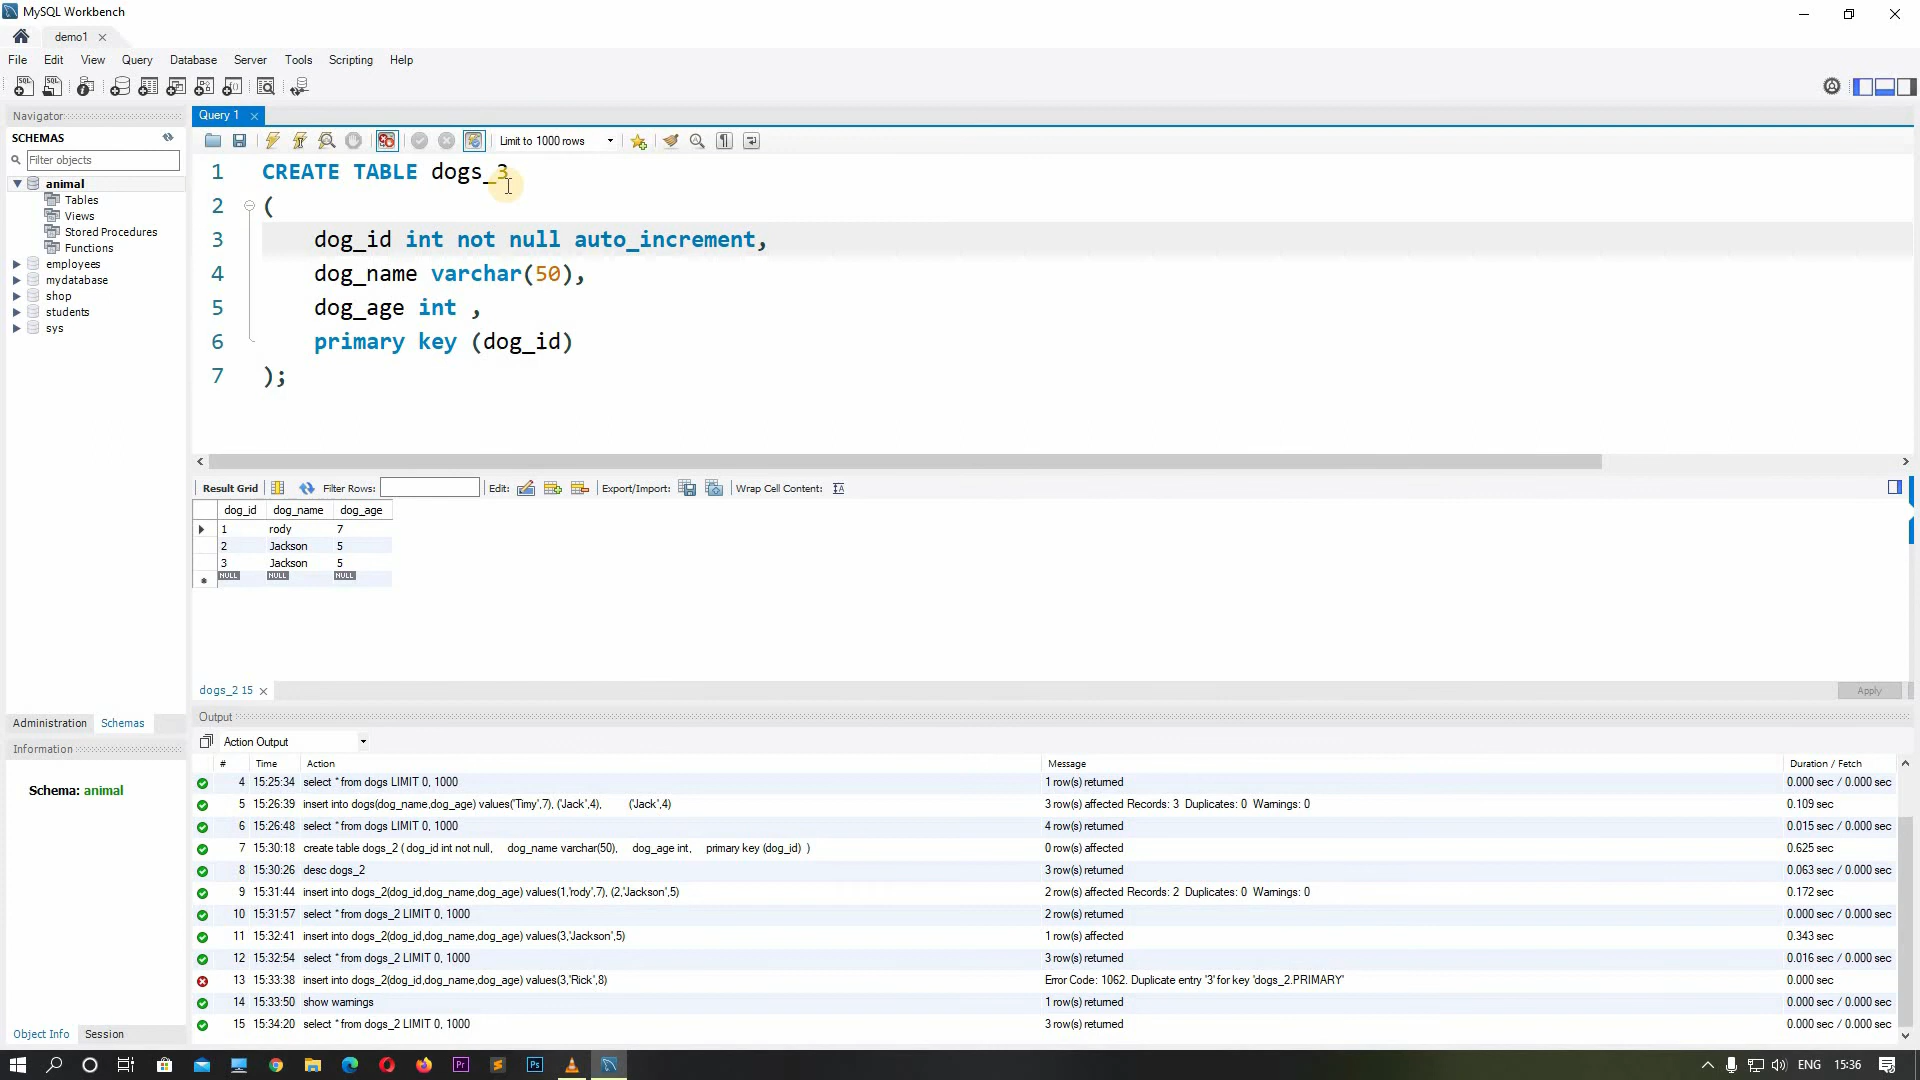 MySQL Workbench
demo1
File Edit View Query Database Server Tools Scripting Help
Navigator
SCHEMAS
Filter objects
animal
Tables
Views
Stored Procedures
Functions
employees
mydatabase
shop
students
sys
Administration Schemas
Information
Schema: animal
Object Info Session
Query 1
Limit to 1000 rows
1 CREATE TABLE dogs_3
2 (
3 dog_id int not null auto_increment,
4 dog_name varchar(50),
5 dog_age int ,
6 primary key (dog_id)
7 );
Result Grid Filter Rows: Edit: Export/Import: Wrap Cell Content:
dog_id dog_name dog_age
1 rody 7
2 Jackson 5
3 Jackson 5
NULL NULL NULL
dogs_2 15
Apply
Output
Action Output
# Time Action Message Duration / Fetch
4 15:25:34 select * from dogs LIMIT 0, 1000 1 row(s) returned 0.000 sec / 0.000 sec
5 15:26:39 insert into dogs(dog_name,dog_age) values('Timy',7), ('Jack',4), ('Jack',4) 3 row(s) affected Records: 3 Duplicates: 0 Warnings: 0 0.109 sec
6 15:26:48 select * from dogs LIMIT 0, 1000 4 row(s) returned 0.015 sec / 0.000 sec
7 15:30:18 create table dogs_2 ( dog_id int not null, dog_name varchar(50), dog_age int, primary key (dog_id) ) 0 row(s) affected 0.625 sec
8 15:30:26 desc dogs_2 3 row(s) returned 0.063 sec / 0.000 sec
9 15:31:44 insert into dogs_2(dog_id,dog_name,dog_age) values(1,'rody',7), (2,'Jackson',5) 2 row(s) affected Records: 2 Duplicates: 0 Warnings: 0 0.172 sec
10 15:31:57 select * from dogs_2 LIMIT 0, 1000 2 row(s) returned 0.000 sec / 0.000 sec
11 15:32:41 insert into dogs_2(dog_id,dog_name,dog_age) values(3,'Jackson',5) 1 row(s) affected 0.343 sec
12 15:32:54 select * from dogs_2 LIMIT 0, 1000 3 row(s) returned 0.016 sec / 0.000 sec
13 15:33:38 insert into dogs_2(dog_id,dog_name,dog_age) values(3,'Rick',8) Error Code: 1062. Duplicate entry '3' for key 'dogs_2.PRIMARY' 0.000 sec
14 15:33:50 show warnings 1 row(s) returned 0.000 sec / 0.000 sec
15 15:34:20 select * from dogs_2 LIMIT 0, 1000 3 row(s) returned 0.000 sec / 0.000 sec
Pr Ps ENG 15:36